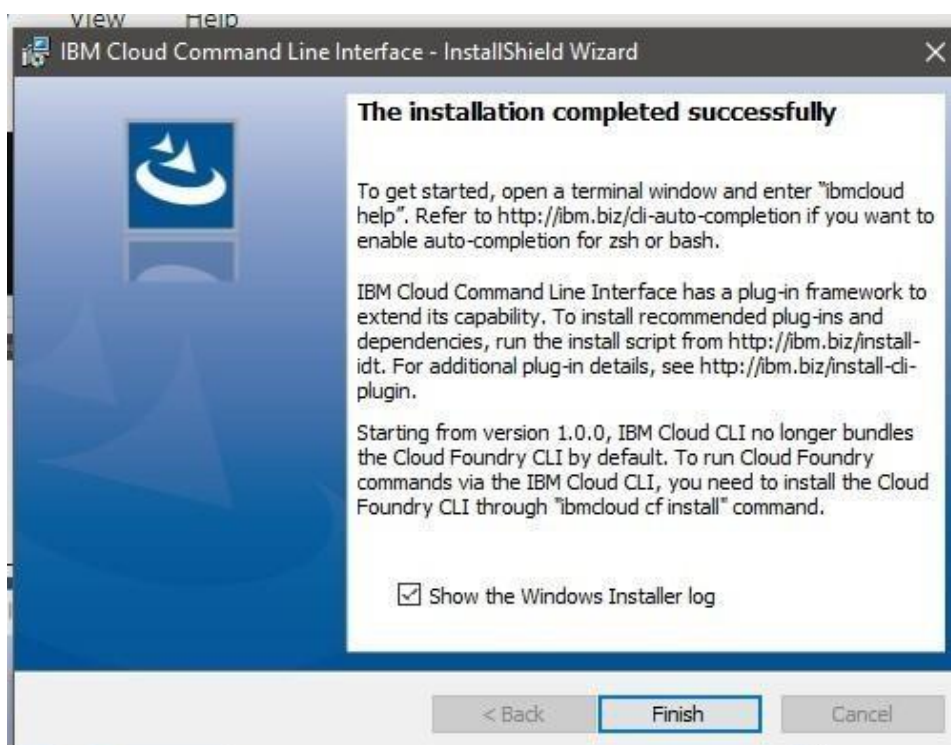 View Help
IBM Cloud Command Line Interface - InstallShield Wizard
The installation completed successfully
To get started, open a terminal window and enter "ibmcloud
help". Refer to http://ibm.biz/cli-auto-completion if you want to
enable auto-completion for zsh or bash.
IBM Cloud Command Line Interface has a plug-in framework to
extend its capability. To install recommended plug-ins and
dependencies, run the install script from http://ibm.biz/install-
idt. For additional plug-in details, see http://ibm.biz/install-cli-
plugin.
Starting from version 1.0.0, IBM Cloud CLI no longer bundles
the Cloud Foundry CLI by default. To run Cloud Foundry
commands via the IBM Cloud CLI, you need to install the Cloud
Foundry CLI through "ibmcloud cf install" command.
Show the Windows Installer log
< Back Finish Cancel